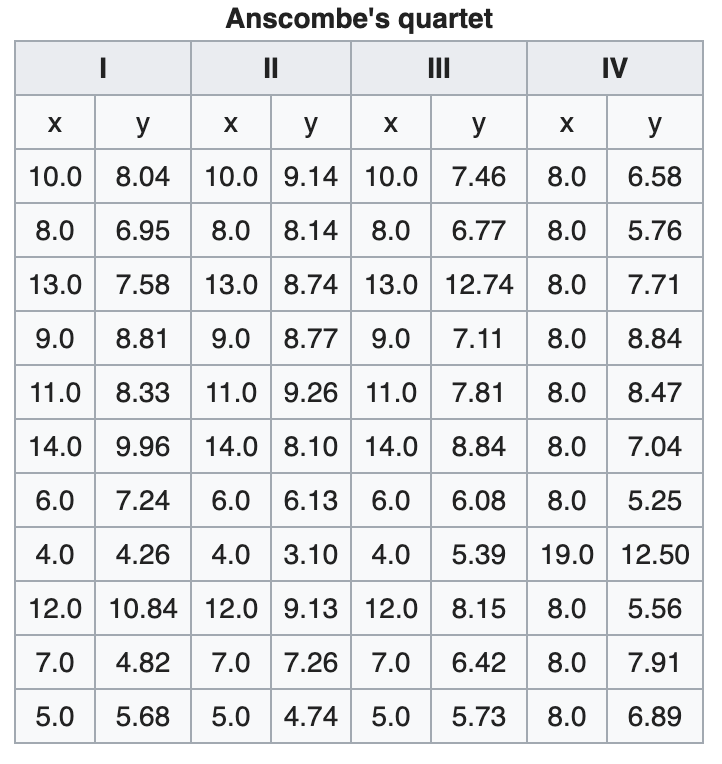 Anscombe's quartet
I II III IV
x y x y x y x y
10.0 8.04 10.0 9.14 10.0 7.46 8.0 6.58
8.0 6.95 8.0 8.14 8.0 6.77 8.0 5.76
13.0 7.58 13.0 8.74 13.0 12.74 8.0 7.71
9.0 8.81 9.0 8.77 9.0 7.11 8.0 8.84
11.0 8.33 11.0 9.26 11.0 7.81 8.0 8.47
14.0 9.96 14.0 8.10 14.0 8.84 8.0 7.04
6.0 7.24 6.0 6.13 6.0 6.08 8.0 5.25
4.0 4.26 4.0 3.10 4.0 5.39 19.0 12.50
12.0 10.84 12.0 9.13 12.0 8.15 8.0 5.56
7.0 4.82 7.0 7.26 7.0 6.42 8.0 7.91
5.0 5.68 5.0 4.74 5.0 5.73 8.0 6.89